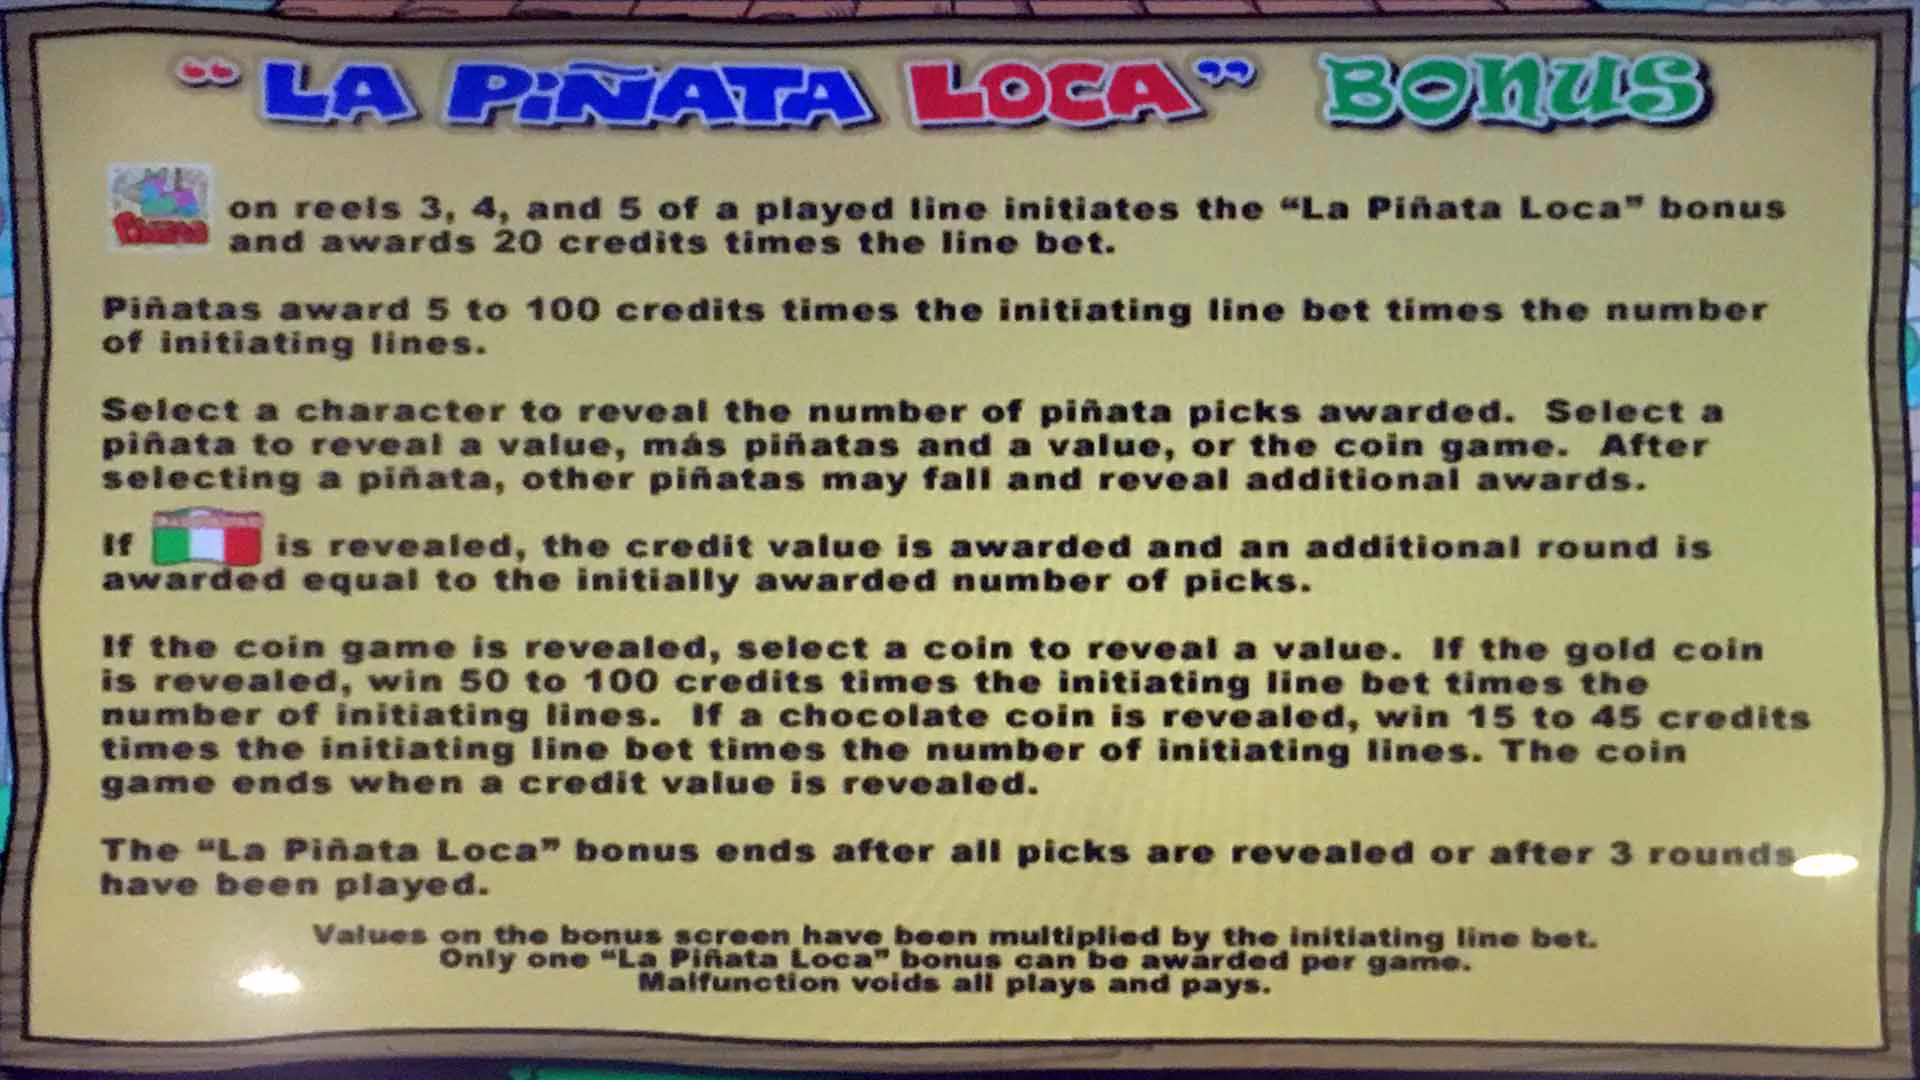 “LA PIÑATA LOCA” BONUS
on reels 3, 4, and 5 of a played line initiates the “La Piñata Loca” bonus
and awards 20 credits times the line bet.
Piñatas award 5 to 100 credits times the initiating line bet times the number
of initiating lines.
Select a character to reveal the number of piñata picks awarded. Select a
piñata to reveal a value, más piñatas and a value, or the coin game. After
selecting a piñata, other piñatas may fall and reveal additional awards.
If is revealed, the credit value is awarded and an additional round is
awarded equal to the initially awarded number of picks.
If the coin game is revealed, select a coin to reveal a value. If the gold coin
is revealed, win 50 to 100 credits times the initiating line bet times the
number of initiating lines. If a chocolate coin is revealed, win 15 to 45 credits
times the initiating line bet times the number of initiating lines. The coin
game ends when a credit value is revealed.
The “La Piñata Loca” bonus ends after all picks are revealed or after 3 rounds
have been played.
Values on the bonus screen have been multiplied by the initiating line bet.
Only one “La Piñata Loca” bonus can be awarded per game.
Malfunction voids all plays and pays.